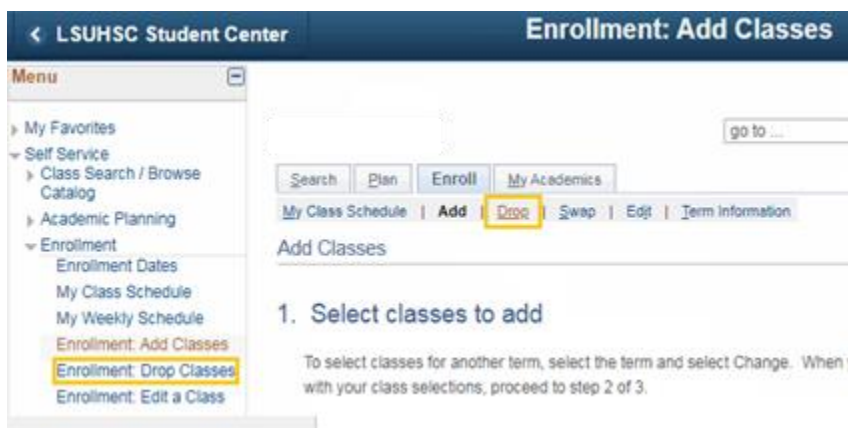 LSUHSC Student Center
Enrollment: Add Classes
Menu
My Favorites
Self Service
Class Search / Browse
Catalog
Academic Planning
Enrollment
Enrollment Dates
My Class Schedule
My Weekly Schedule
Enrollment: Add Classes
Enrollment: Drop Classes
Enrollment: Edit a Class
go to ...
Search Plan Enroll My Academics
My Class Schedule | Add | Drop | Swap | Edit | Term Information
Add Classes
1. Select classes to add
To select classes for another term, select the term and select Change. When
with your class selections, proceed to step 2 of 3.